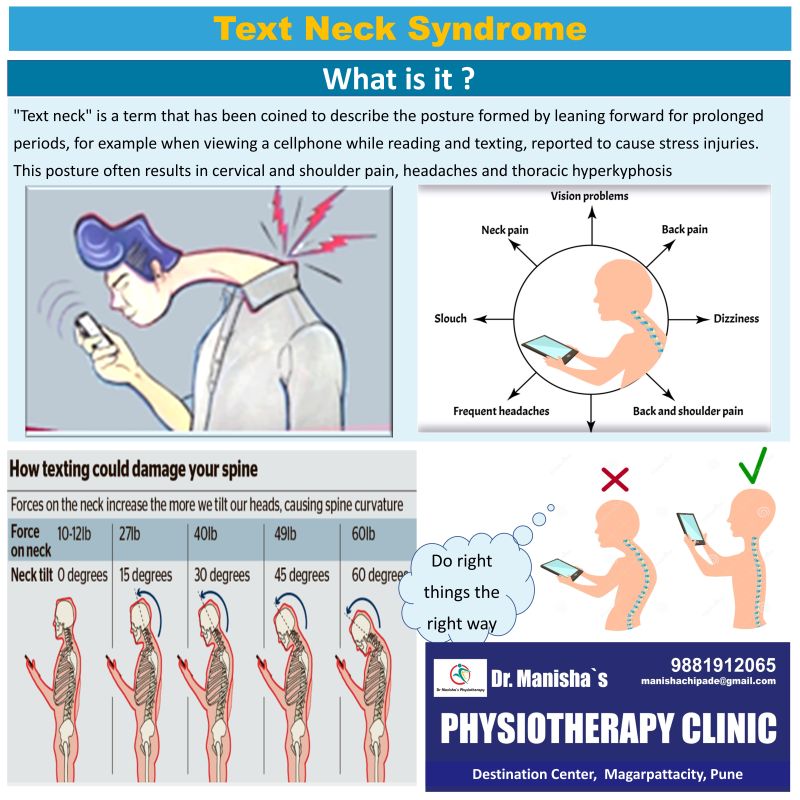 Text Neck Syndrome
What is it ?
"Text neck" is a term that has been coined to describe the posture formed by leaning forward for prolonged
periods, for example when viewing a cellphone while reading and texting, reported to cause stress injuries.
This posture often results in cervical and shoulder pain, headaches and thoracic hyperkyphosis
Vision problems
Neck pain
Back pain
Slouch
Dizziness
Frequent headaches
Back and shoulder pain
How texting could damage your spine
Forces on the neck increase the more we tilt our heads, causing spine curvature
Force on neck 10-12lb 27lb 40lb 49lb 60lb
Neck tilt 0 degrees 15 degrees 30 degrees 45 degrees 60 degrees
Do right
things the
right way
Dr Manisha's Physiotherapy
Dr. Manisha`s
9881912065
manishachipade@gmail.com
PHYSIOTHERAPY CLINIC
Destination Center, Magarpattacity, Pune